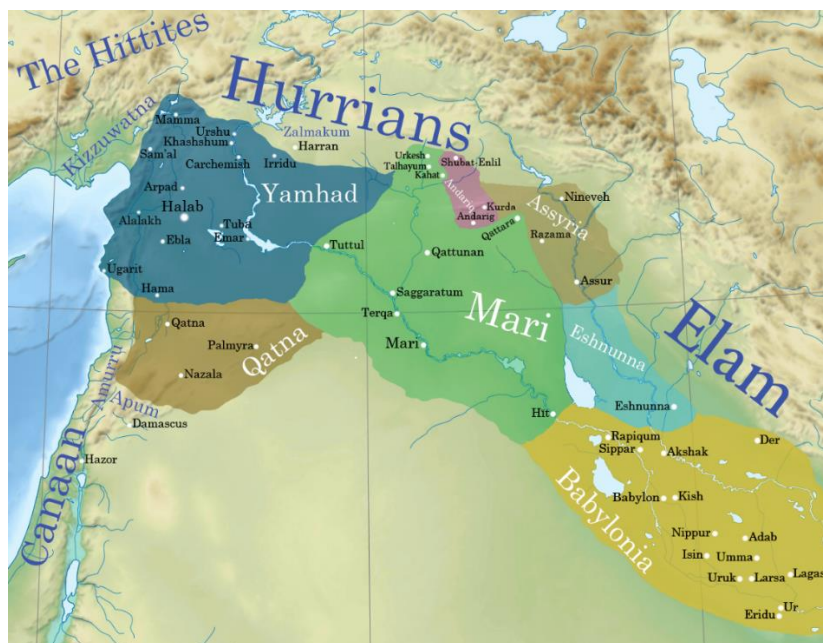 The Hittites
Hurrians
Kizzuwatna
Mamma
Urshu
Zalmakum
Khashshum
Harran
Sam'al
Carchemish
Irridu
Urkesh
Shubat-Enlil
Talhayum
Kahat
Arpad
Yamhad
Andariq
Nineveh
Halab
Kurda
Assyria
Alalakh
Tuba
Andarig
Qattara
Emar
Razama
Ebla
Tuttul
Qattunan
Ugarit
Assur
Hama
Saggaratum
Mari
Terqa
Qatna
Eshnunna
Elam
Palmyra
Qatna
Mari
Nazala
Amurru
Apum
Hit
Eshnunna
Damascus
Canaan
Rapiqum
Der
Sippar
Akshak
Hazor
Babylonia
Babylon
Kish
Nippur
Adab
Isin
Umma
Uruk
Larsa
Lagas
Ur
Eridu